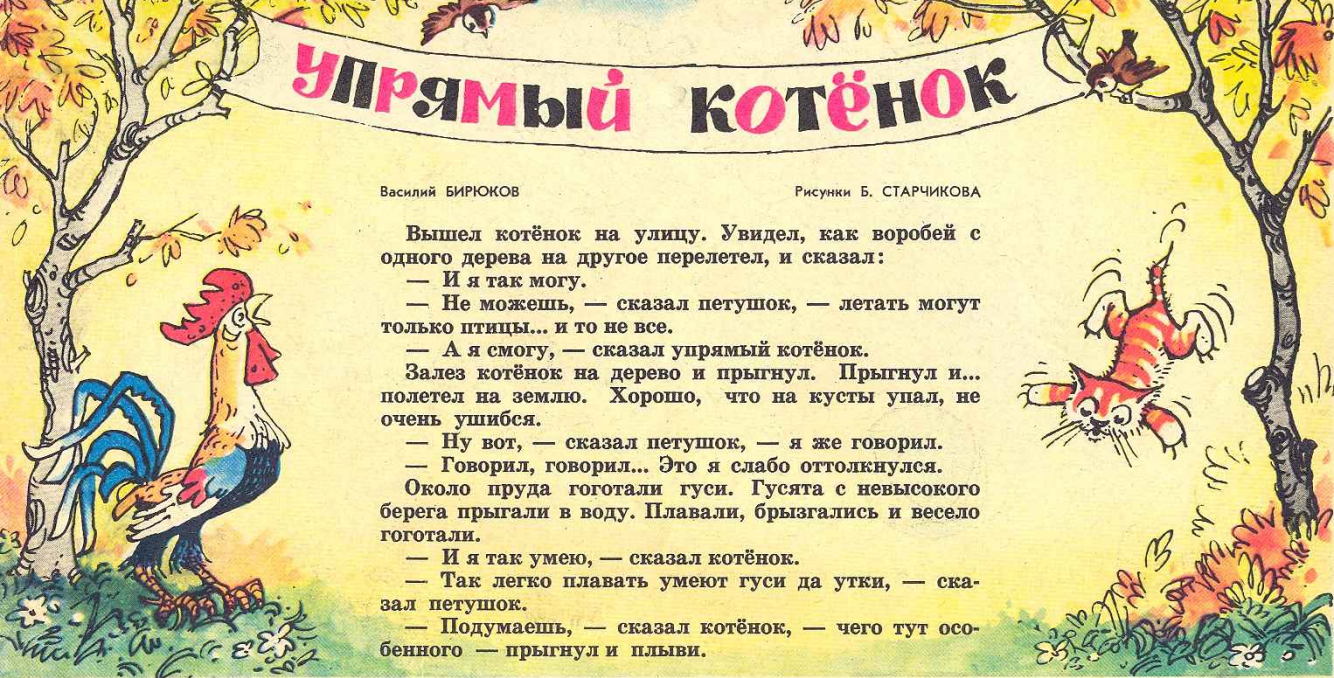 УПРЯМЫЙ КОТЁНОК
Василий БИРЮКОВ
Рисунки Б. СТАРЧИКОВА
Вышел котёнок на улицу. Увидел, как воробей с
одного дерева на другое перелетел, и сказал:
— И я так могу.
— Не можешь, — сказал петушок, — летать могут
только птицы... и то не все.
— А я смогу, — сказал упрямый котёнок.
Залез котёнок на дерево и прыгнул. Прыгнул и...
полетел на землю. Хорошо, что на кусты упал, не
очень ушибся.
— Ну вот, — сказал петушок, — я же говорил.
— Говорил, говорил... Это я слабо оттолкнулся.
Около пруда гоготали гуси. Гусята с невысокого
берега прыгали в воду. Плавали, брызгались и весело
гоготали.
— И я так умею, — сказал котёнок.
— Так легко плавать умеют гуси да утки, — ска-
зал петушок.
— Подумаешь, — сказал котёнок, — чего тут осо-
бенного — прыгнул и плыви.